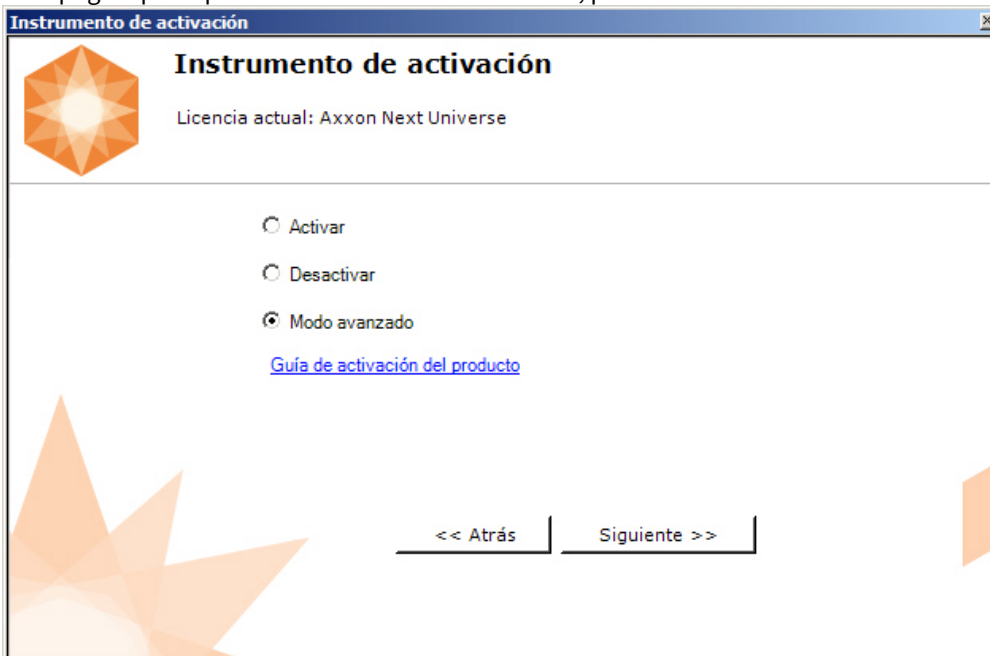 Instrumento de activación
Instrumento de activación
Licencia actual: Axxon Next Universe
Activar
Desactivar
Modo avanzado
Guía de activación del producto
<< Atrás
Siguiente >>